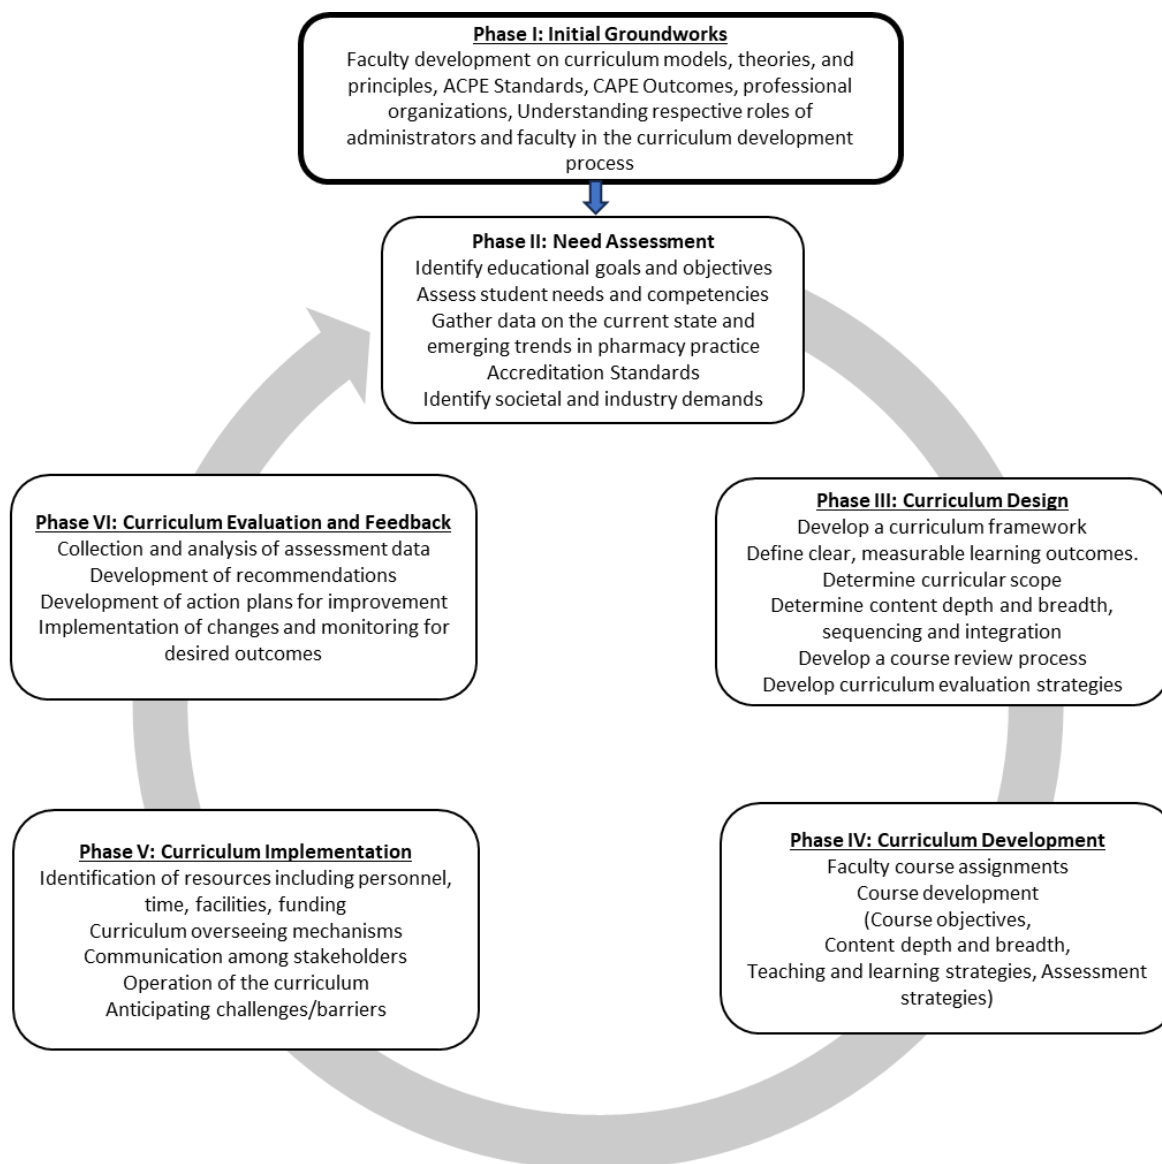 Phase I: Initial Groundworks
Faculty development on curriculum models, theories, and
principles, ACPE Standards, CAPE Outcomes, professional
organizations, Understanding respective roles of
administrators and faculty in the curriculum development
process
Phase II: Need Assessment
Identify educational goals and objectives
Assess student needs and competencies
Gather data on the current state and
emerging trends in pharmacy practice
Accreditation Standards
Identify societal and industry demands
Phase III: Curriculum Design
Develop a curriculum framework
Define clear, measurable learning outcomes.
Determine curricular scope
Determine content depth and breadth,
sequencing and integration
Develop a course review process
Develop curriculum evaluation strategies
Phase IV: Curriculum Development
Faculty course assignments
Course development
(Course objectives,
Content depth and breadth,
Teaching and learning strategies, Assessment
strategies)
Phase V: Curriculum Implementation
Identification of resources including personnel,
time, facilities, funding
Curriculum overseeing mechanisms
Communication among stakeholders
Operation of the curriculum
Anticipating challenges/barriers
Phase VI: Curriculum Evaluation and Feedback
Collection and analysis of assessment data
Development of recommendations
Development of action plans for improvement
Implementation of changes and monitoring for
desired outcomes